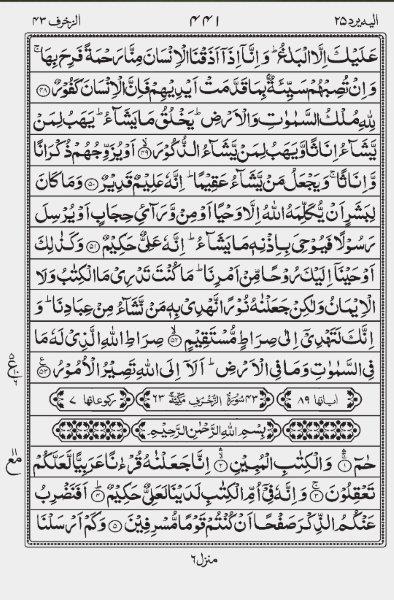 اليه يرد ٢٥ ٤٤١ الزخرف ٤٣
عَلَيْكَ اِلَّا الْبَلٰغُ ؕ وَاِنَّاۤ اِذَاۤ اَذَقْنَا الْاِنْسَانَ مِنَّا رَحْمَةً فَرِحَ بِهَا ۚ
وَاِنْ تُصِبْهُمْ سَيِّئَةٌۢ بِمَا قَدَّمَتْ اَيْدِيْهِمْ فَاِنَّ الْاِنْسَانَ كَفُوْرٌ ﴿۴۸﴾
لِلّٰهِ مُلْكُ السَّمٰوٰتِ وَالْاَرْضِ ؕ يَخْلُقُ مَا يَشَآءُ ؕ يَهَبُ لِمَنْ
يَّشَآءُ اِنَاثًا وَّيَهَبُ لِمَنْ يَّشَآءُ الذُّكُوْرَ ﴿ۙ۴۹﴾ اَوْ يُزَوِّجُهُمْ ذُكْرَانًا
وَّاِنَاثًا ۚ وَيَجْعَلُ مَنْ يَّشَآءُ عَقِيْمًا ؕ اِنَّهٗ عَلِيْمٌ قَدِيْرٌ ﴿۵۰﴾ وَمَا كَانَ
لِبَشَرٍ اَنْ يُّكَلِّمَهُ اللّٰهُ اِلَّا وَحْيًا اَوْ مِنْ وَّرَآئِ حِجَابٍ اَوْ يُرْسِلَ
رَسُوْلًا فَيُوْحِيَ بِاِذْنِهٖ مَا يَشَآءُ ؕ اِنَّهٗ عَلِيٌّ حَكِيْمٌ ﴿۵۱﴾ وَكَذٰلِكَ
اَوْحَيْنَاۤ اِلَيْكَ رُوْحًا مِّنْ اَمْرِنَا ؕ مَا كُنْتَ تَدْرِيْ مَا الْكِتٰبُ وَلَا
الْاِيْمَانُ وَلٰكِنْ جَعَلْنٰهُ نُوْرًا نَّهْدِيْ بِهٖ مَنْ نَّشَآءُ مِنْ عِبَادِنَا ؕ وَ
اِنَّكَ لَتَهْدِيْۤ اِلٰى صِرَاطٍ مُّسْتَقِيْمٍ ﴿ۙ۵۲﴾ صِرَاطِ اللّٰهِ الَّذِيْ لَهٗ مَا
فِى السَّمٰوٰتِ وَمَا فِى الْاَرْضِ ؕ اَلَاۤ اِلَى اللّٰهِ تَصِيْرُ الْاُمُوْرُ ﴿۵۳﴾
اٰياتها ٨٩ ٤٣ سُوْرَةُ الزُّخْرُفِ مَكِّيَّةٌ ٦٣ ركوعاتها ٧
بِسْمِ اللّٰهِ الرَّحْمٰنِ الرَّحِيْمِ
حٰمٓ ﴿۱﴾ وَالْكِتٰبِ الْمُبِيْنِ ﴿۲﴾ اِنَّا جَعَلْنٰهُ قُرْءٰنًا عَرَبِيًّا لَّعَلَّكُمْ
تَعْقِلُوْنَ ﴿۳﴾ وَاِنَّهٗ فِيْۤ اُمِّ الْكِتٰبِ لَدَيْنَا لَعَلِيٌّ حَكِيْمٌ ﴿۴﴾ اَفَنَضْرِبُ
عَنْكُمُ الذِّكْرَ صَفْحًا اَنْ كُنْتُمْ قَوْمًا مُّسْرِفِيْنَ ﴿۵﴾ وَكَمْ اَرْسَلْنَا
منزل ٦